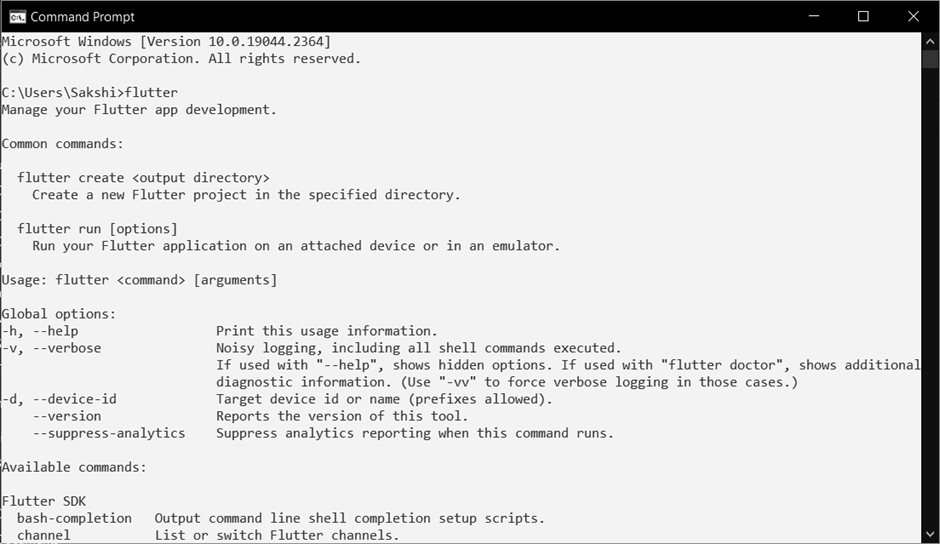 Command Prompt
Microsoft Windows [Version 10.0.19044.2364]
(c) Microsoft Corporation. All rights reserved.
C:\Users\Sakshi>flutter
Manage your Flutter app development.
Common commands:
flutter create <output directory>
Create a new Flutter project in the specified directory.
flutter run [options]
Run your Flutter application on an attached device or in an emulator.
Usage: flutter <command> [arguments]
Global options:
-h, --help                  Print this usage information.
-v, --verbose               Noisy logging, including all shell commands executed.
If used with "--help", shows hidden options. If used with "flutter doctor", shows additional
diagnostic information. (Use "-vv" to force verbose logging in those cases.)
-d, --device-id             Target device id or name (prefixes allowed).
--version               Reports the version of this tool.
--suppress-analytics    Suppress analytics reporting when this command runs.
Available commands:
Flutter SDK
bash-completion   Output command line shell completion setup scripts.
channel           List or switch Flutter channels.